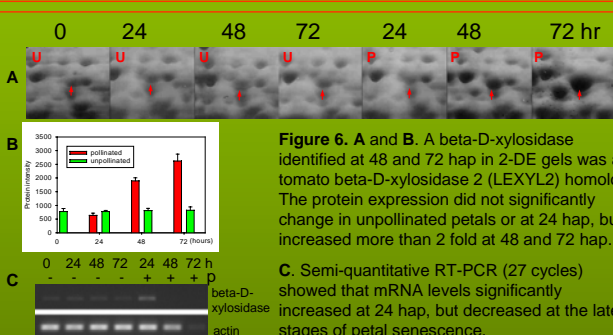 0 24 48 72 24 48 72 hr
U U U U P P P
A
B
3500
3000
2500
2000
1500
1000
500
0
Protein intensity
pollinated
unpollinated
0 24 48 72 (hours)
Figure 6. A and B. A beta-D-xylosidase
identified at 48 and 72 hap in 2-DE gels was a
tomato beta-D-xylosidase 2 (LEXYL2) homolo
The protein expression did not significantly
change in unpollinated petals or at 24 hap, bu
increased more than 2 fold at 48 and 72 hap.
C
0 24 48 72 24 48 72 h
- - - - + + + p
beta-D-
xylosidase
actin
C. Semi-quantitative RT-PCR (27 cycles)
showed that mRNA levels significantly
increased at 24 hap, but decreased at the late
stages of petal senescence.